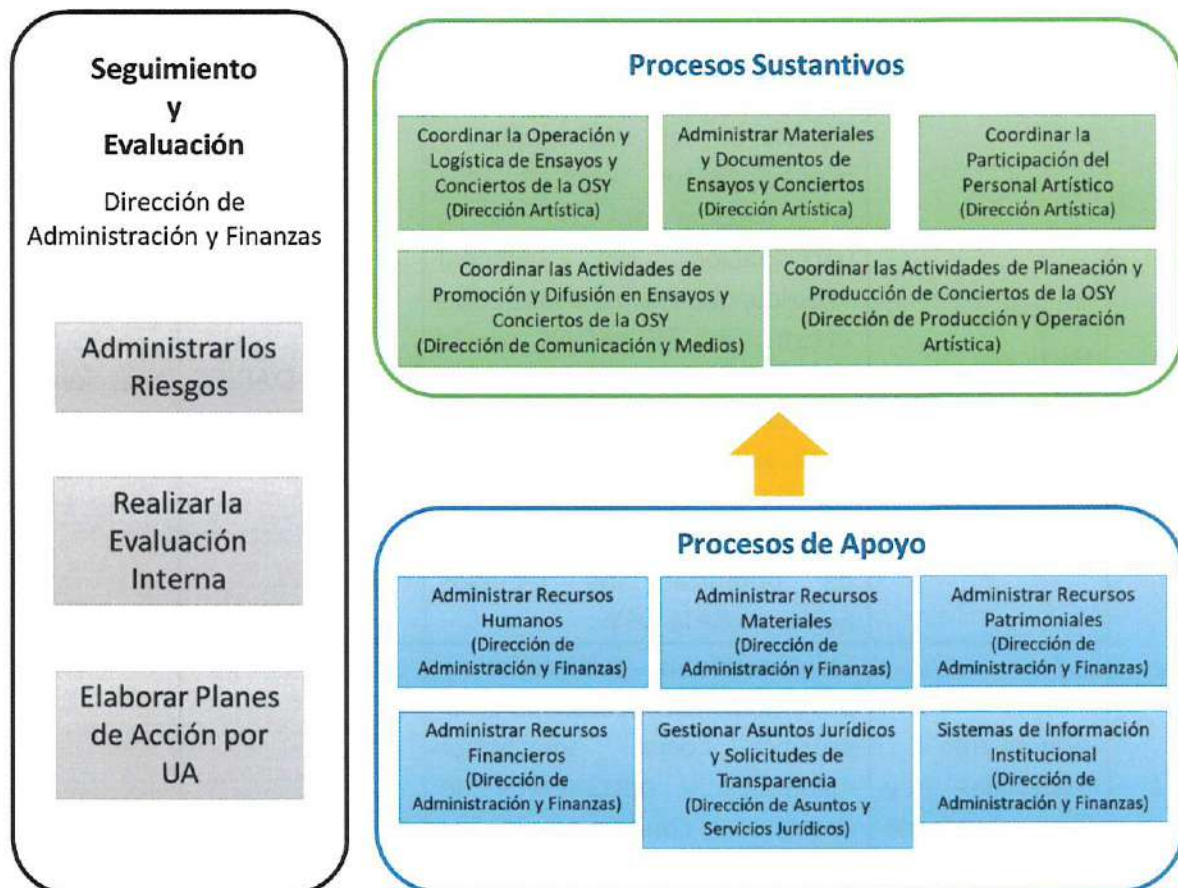 Seguimiento
y
Evaluación
Dirección de
Administración y Finanzas
Administrar los
Riesgos
Realizar la
Evaluación
Interna
Elaborar Planes
de Acción por
UA
Procesos Sustantivos
Coordinar la Operación y
Logística de Ensayos y
Conciertos de la OSY
(Dirección Artística)
Administrar Materiales
y Documentos de
Ensayos y Conciertos
(Dirección Artística)
Coordinar la
Participación del
Personal Artístico
(Dirección Artística)
Coordinar las Actividades de
Promoción y Difusión en Ensayos y
Conciertos de la OSY
(Dirección de Comunicación y Medios)
Coordinar las Actividades de Planeación y
Producción de Conciertos de la OSY
(Dirección de Producción y Operación
Artística)
Procesos de Apoyo
Administrar Recursos
Humanos
(Dirección de
Administración y Finanzas)
Administrar Recursos
Materiales
(Dirección de
Administración y Finanzas)
Administrar Recursos
Patrimoniales
(Dirección de
Administración y Finanzas)
Administrar Recursos
Financieros
(Dirección de
Administración y Finanzas)
Gestionar Asuntos Jurídicos
y Solicitudes de
Transparencia
(Dirección de Asuntos y
Servicios Jurídicos)
Sistemas de Información
Institucional
(Dirección de
Administración y Finanzas)